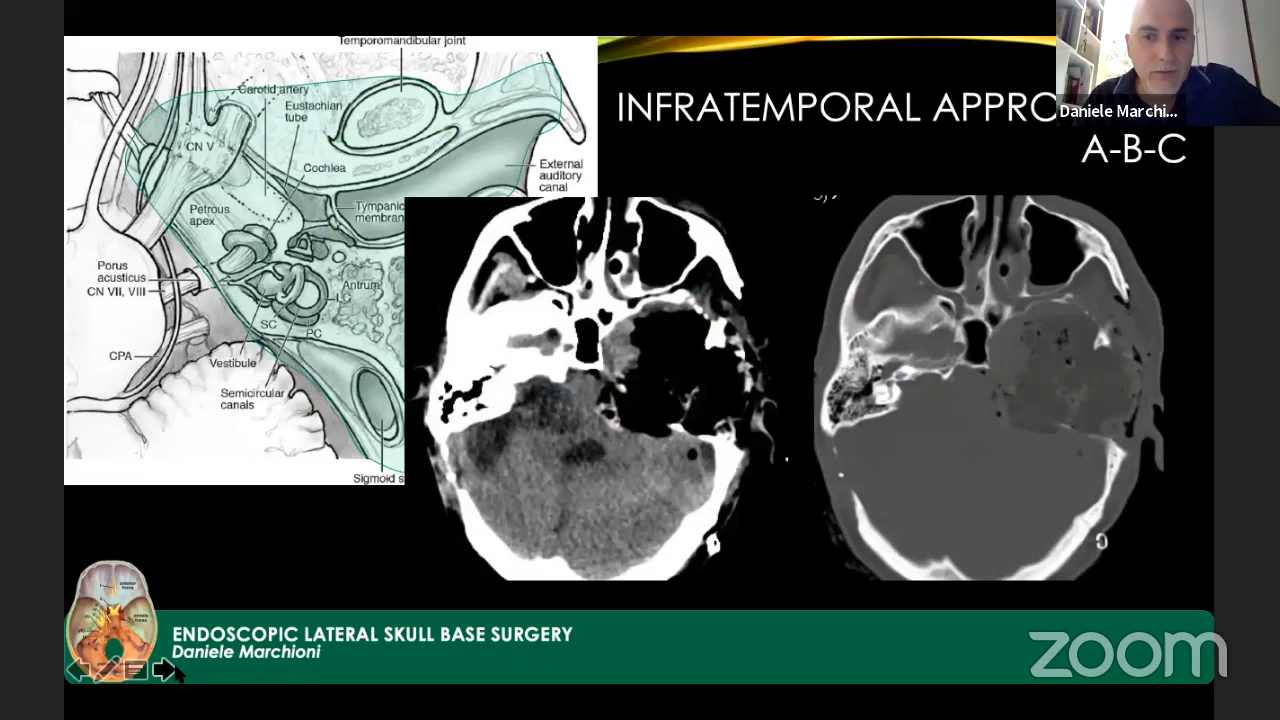 Temporomandibular joint
Carotid artery
Eustachian
tube
CN V
Cochlea
External
auditory
canal
Petrous
apex
Tympanic
membran
Porus
acusticus
CN VII, VIII
Antrum
LC
SC
PC
CPA
Vestibule
Semicircular
canals
Sigmoid s
INFRATEMPORAL APPRO
A-B-C
Daniele Marchi...
ENDOSCOPIC LATERAL SKULL BASE SURGERY
Daniele Marchioni
zoom